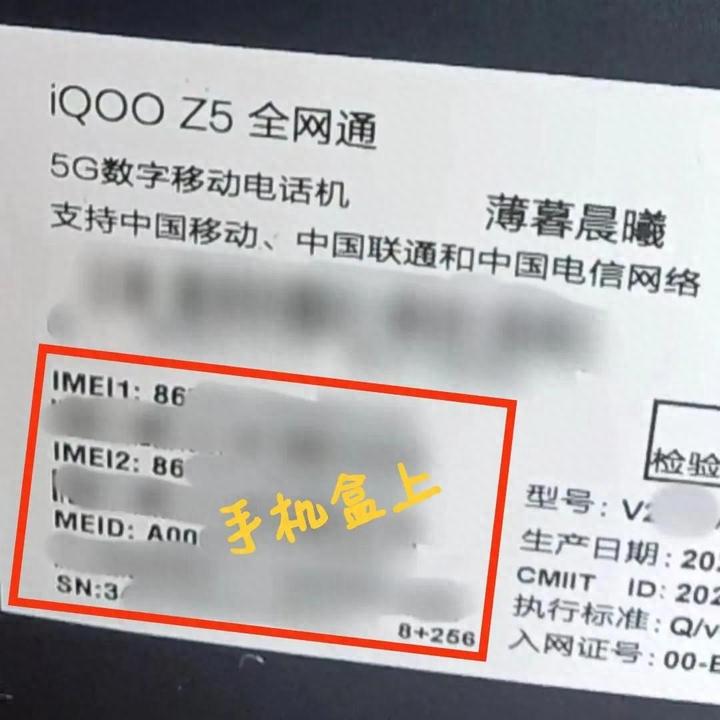 iQOO Z5 全网通
5G数字移动电话机
薄暮晨曦
支持中国移动、中国联通和中国电信网络
IMEI1: 86
IMEI2: 86
MEID: A00
SN:3
手机盒上
8+256
检验
型号: V2
生产日期: 202
CMIIT ID: 202
执行标准: Q/v
入网证号: 00-